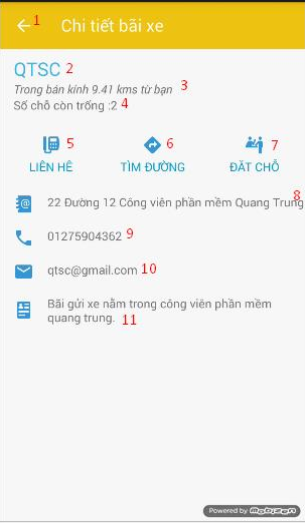 ← 1 Chi tiết bãi xe
QTSC 2
Trong bán kính 9.41 kms từ bạn 3
Số chỗ còn trống :2 4
5 6 7
LIÊN HỆ TÌM ĐƯỜNG ĐẶT CHỖ
8
22 Đường 12 Công viên phần mềm Quang Trung
01275904362 9
qtsc@gmail.com 10
Bãi gửi xe nằm trong công viên phần mềm
quang trung. 11
Powered by Mobizen